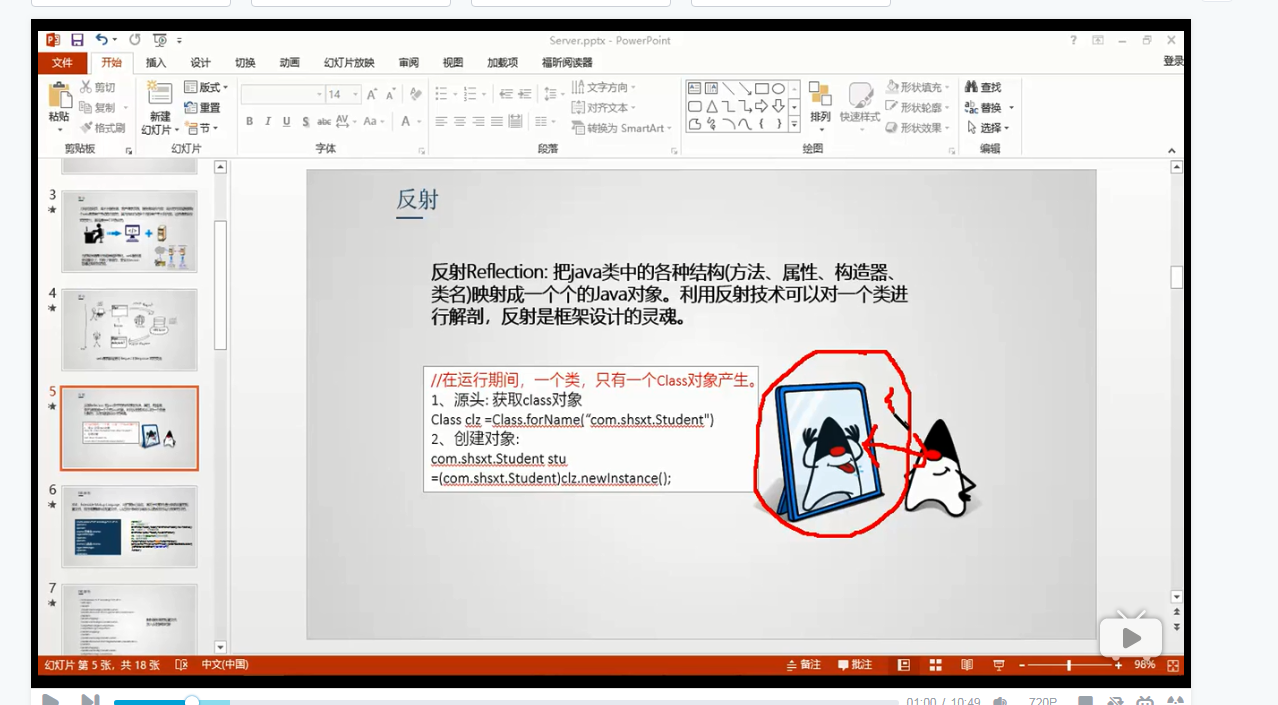 Server.pptx - PowerPoint
?
文件 开始 插入 设计 切换 动画 幻灯片放映 审阅 视图 加载项 福昕阅读器 登录
粘贴 剪切 复制 格式刷 剪贴板
新建 幻灯片 版式 重置 节 幻灯片
14
B I U S abc AV Aa A
字体
文字方向 对齐文本 转换为 SmartArt 段落
排列 快速样式 形状填充 形状轮廓 形状效果 绘图
查找 替换 选择 编辑
3
4
5
6
7
反射
反射Reflection: 把java类中的各种结构(方法、属性、构造器、
类名)映射成一个个的Java对象。利用反射技术可以对一个类进
行解剖，反射是框架设计的灵魂。
//在运行期间，一个类，只有一个Class对象产生。
1、源头: 获取class对象
Class clz =Class.forName(“com.shsxt.Student")
2、创建对象:
com.shsxt.Student stu
=(com.shsxt.Student)clz.newInstance();
幻灯片 第 5 张，共 18 张 中文(中国) 备注 批注 98%
01:00 / 10:49 720P